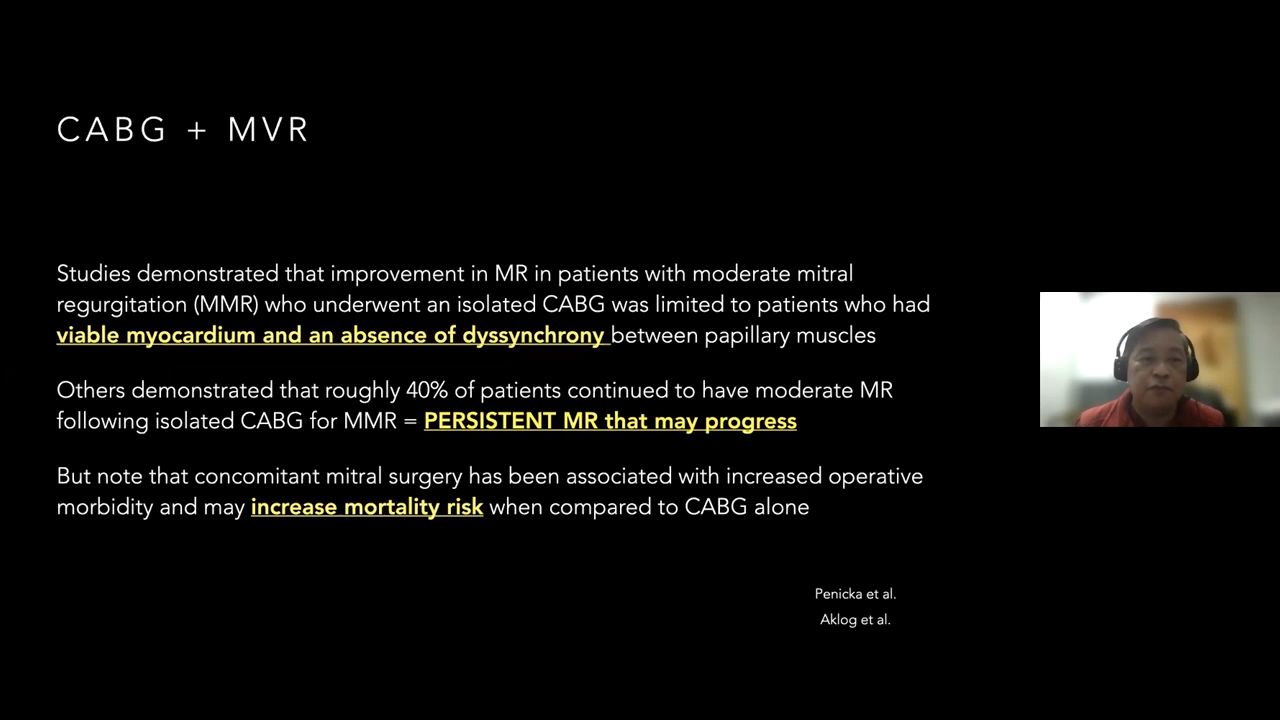 CABG + MVR
Studies demonstrated that improvement in MR in patients with moderate mitral
regurgitation (MMR) who underwent an isolated CABG was limited to patients who had
viable myocardium and an absence of dyssynchrony between papillary muscles
Others demonstrated that roughly 40% of patients continued to have moderate MR
following isolated CABG for MMR = PERSISTENT MR that may progress
But note that concomitant mitral surgery has been associated with increased operative
morbidity and may increase mortality risk when compared to CABG alone
Penicka et al.
Aklog et al.